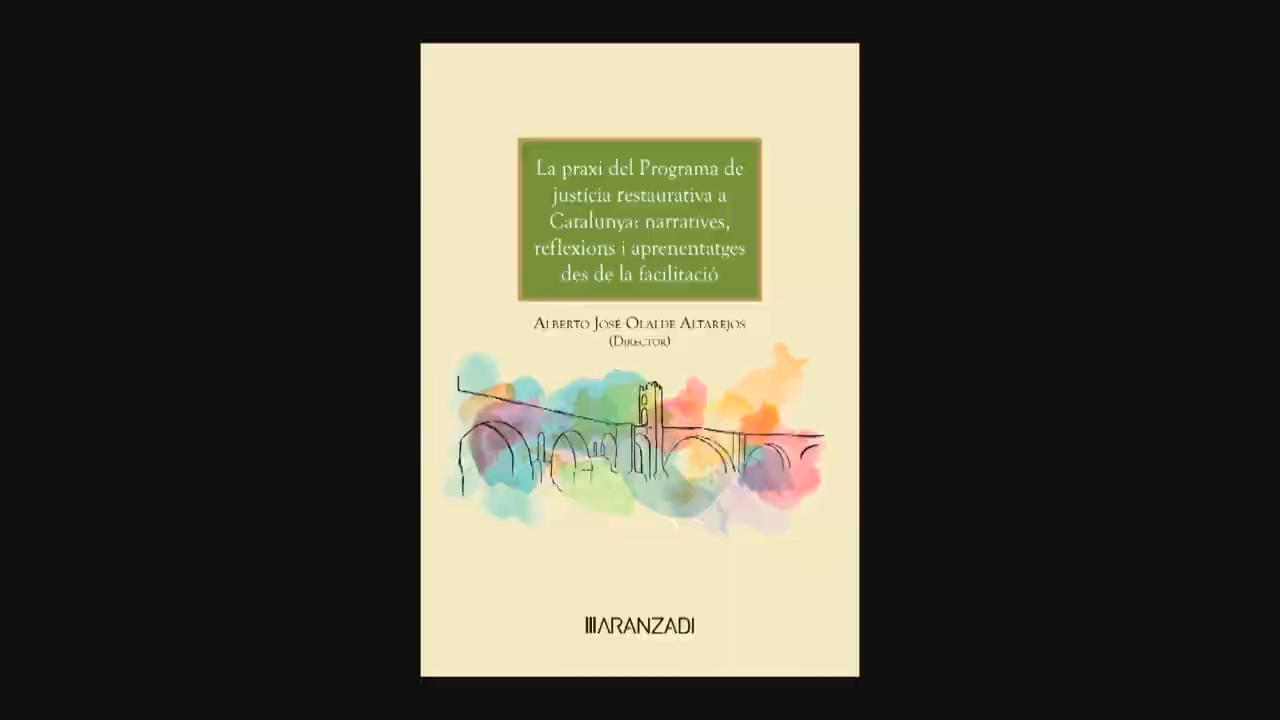 La praxi del Programa de
justícia restaurativa a
Catalunya: narratives,
reflexions i aprenentatges
des de la facilitació
Alberto José Olalde Altarejos
(Director)
ARANZADI